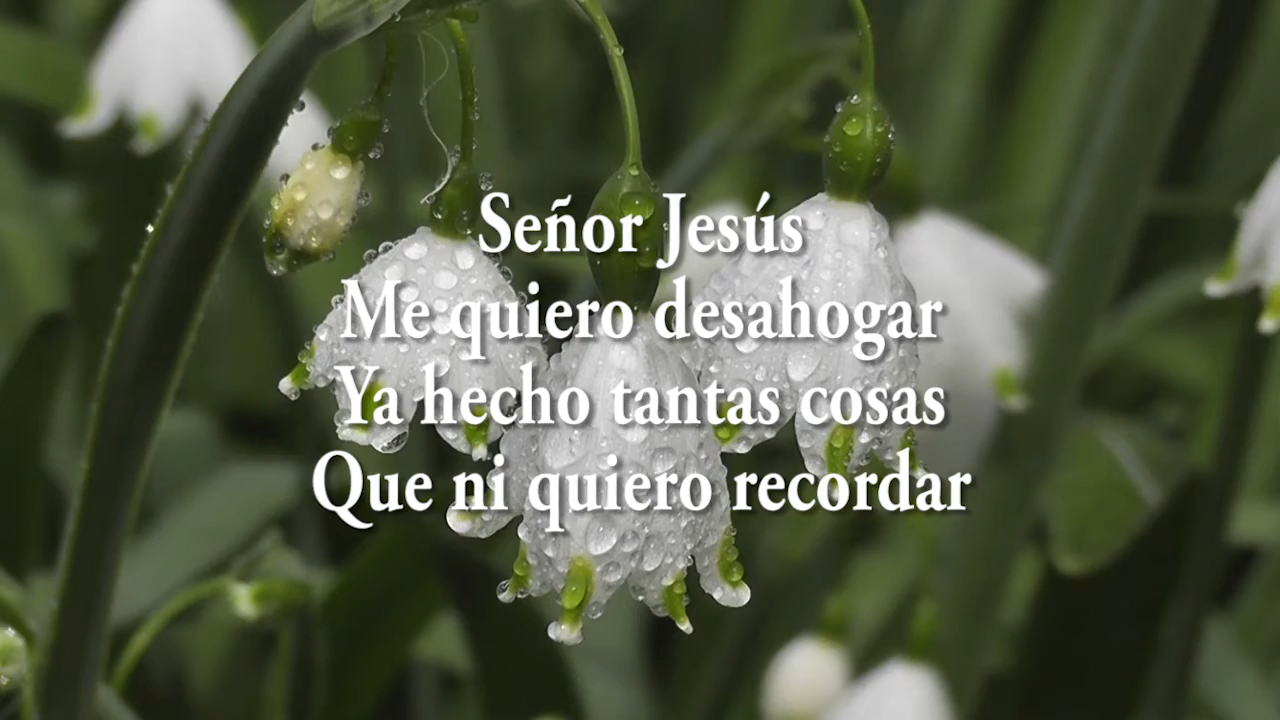 Señor Jesús
Me quiero desahogar
Ya hecho tantas cosas
Que ni quiero recordar